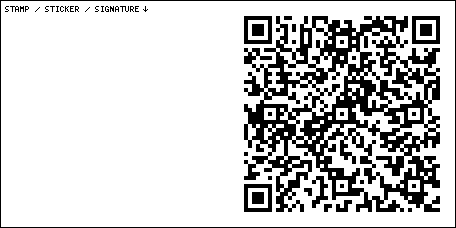 STAMP / STICKER / SIGNATURE ↓